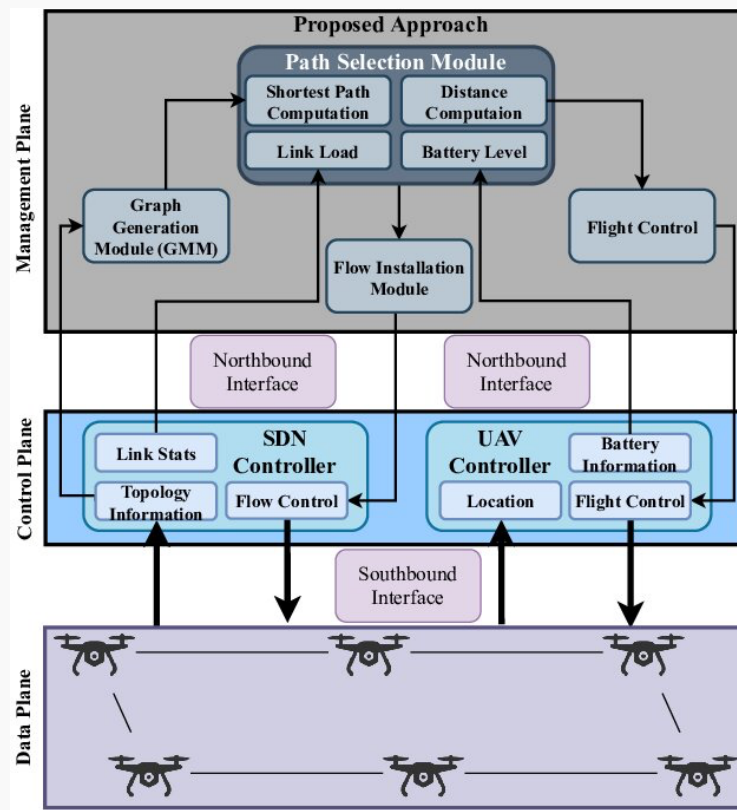 Proposed Approach
Management Plane
Path Selection Module
Shortest Path
Computation
Distance
Computaion
Link Load
Battery Level
Graph
Generation
Module (GMM)
Flow Installation
Module
Flight Control
Northbound
Interface
Northbound
Interface
Control Plane
Link Stats
SDN
Controller
Topology
Information
Flow Control
UAV
Controller
Battery
Information
Location
Flight Control
Southbound
Interface
Data Plane